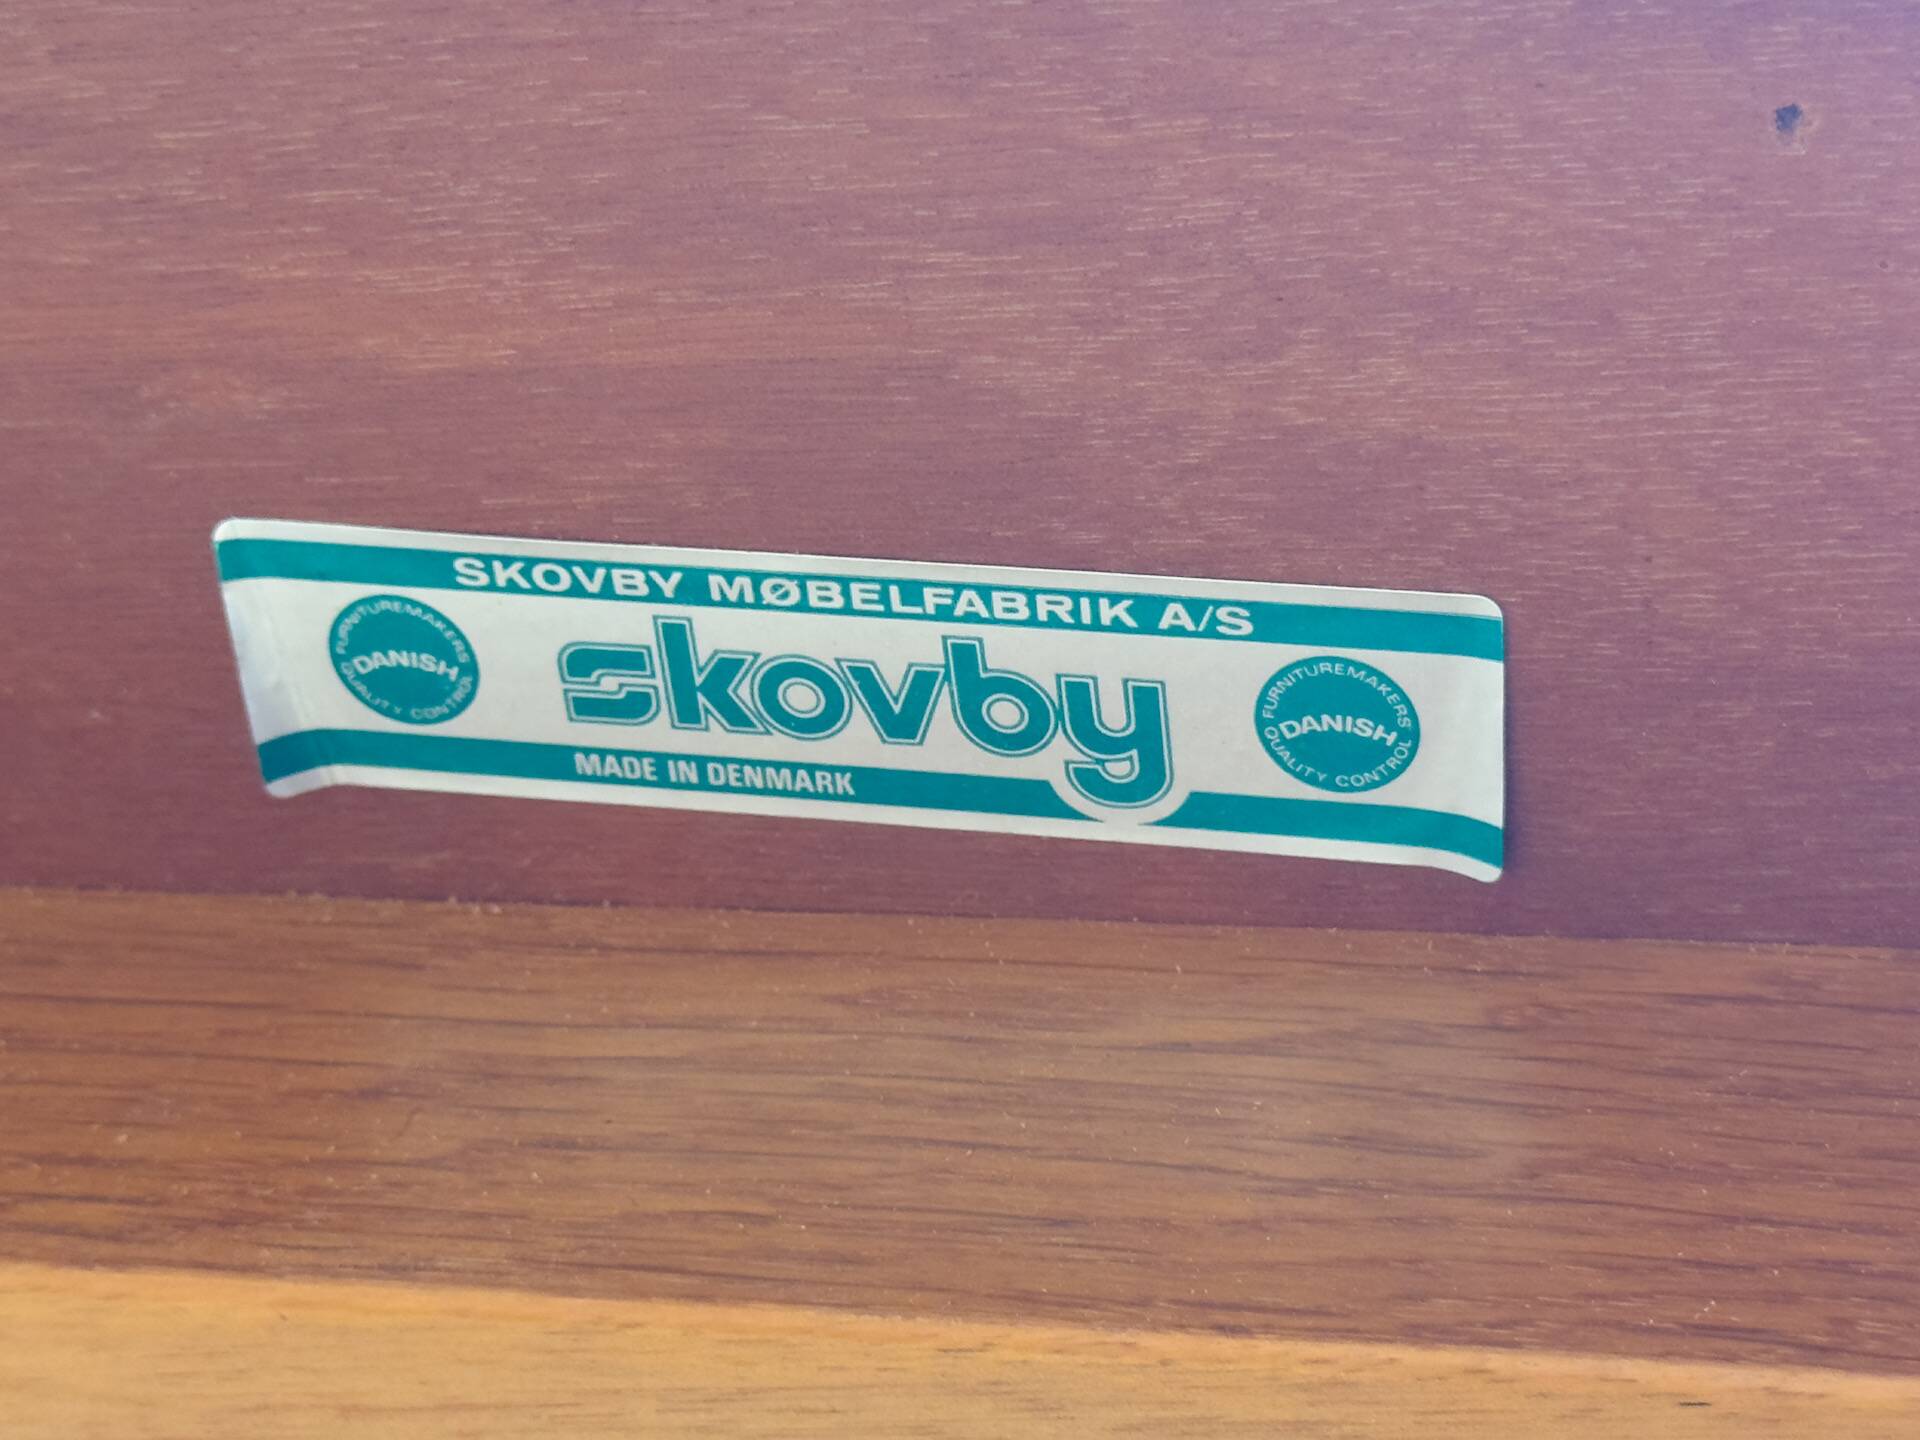 SKOVBY MØBELFABRIK A/S
FURNITUREMAKERS
DANISH
QUALITY CONTROL
skovby
FURNITUREMAKERS
DANISH
QUALITY CONTROL
MADE IN DENMARK